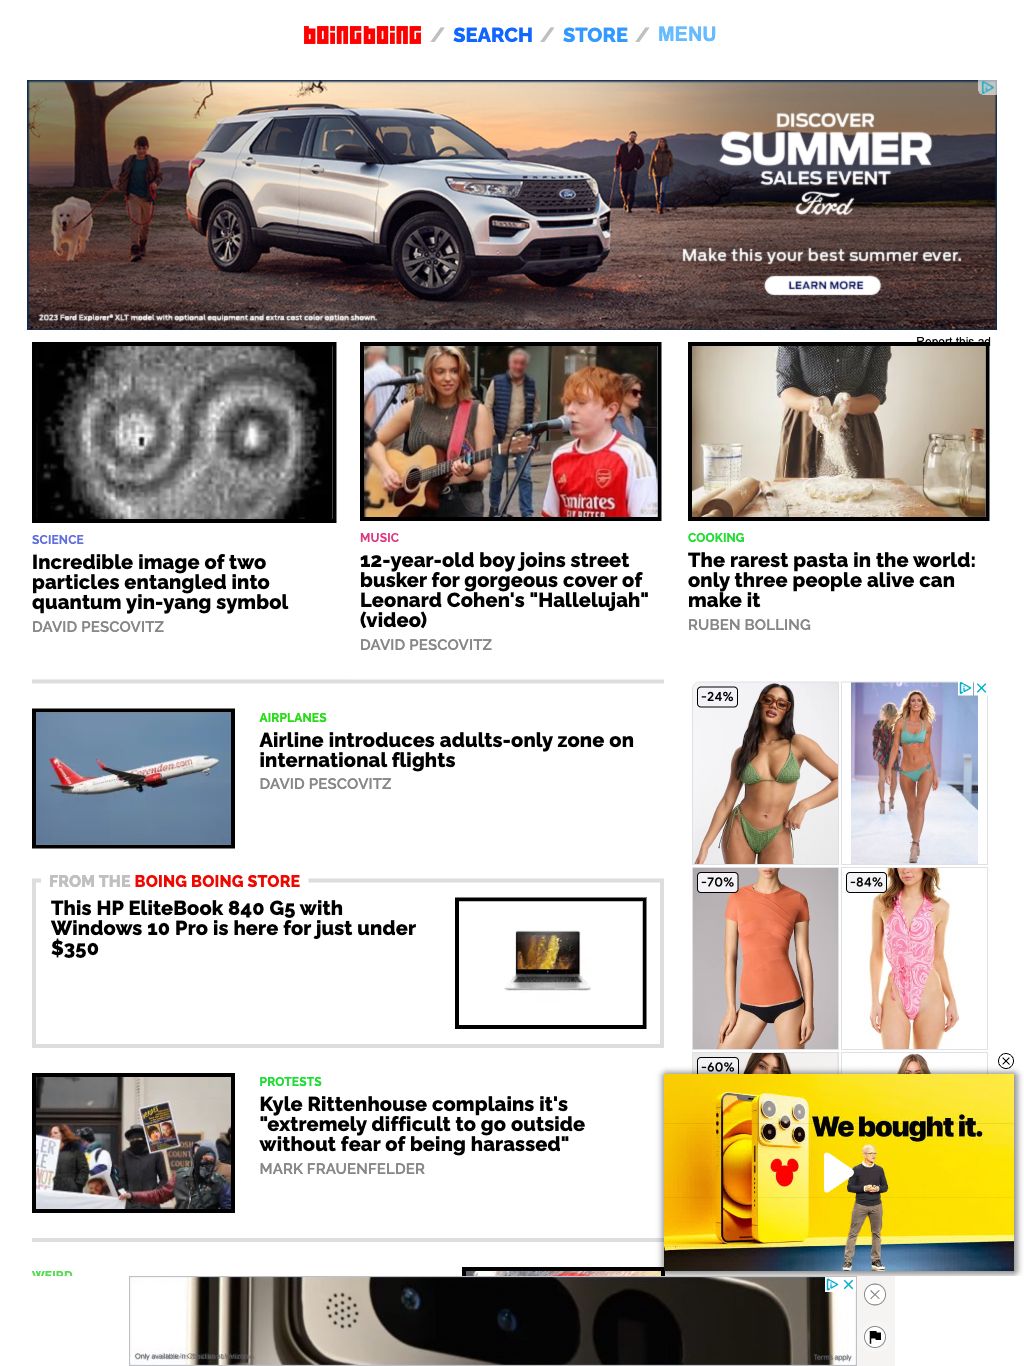 boingboing / SEARCH / STORE / MENU
DISCOVER
SUMMER
SALES EVENT
Ford
Make this your best summer ever.
LEARN MORE
2023 Ford Explorer® XLT model with optional equipment and extra cost color option shown.
Report this ad
Emirates
SCIENCE
Incredible image of two
particles entangled into
quantum yin-yang symbol
DAVID PESCOVITZ
MUSIC
12-year-old boy joins street
busker for gorgeous cover of
Leonard Cohen's "Hallelujah"
(video)
DAVID PESCOVITZ
COOKING
The rarest pasta in the world:
only three people alive can
make it
RUBEN BOLLING
AIRPLANES
Airline introduces adults-only zone on
international flights
DAVID PESCOVITZ
-24%
-70%
-84%
-60%
FROM THE BOING BOING STORE
This HP EliteBook 840 G5 with
Windows 10 Pro is here for just under
$350
PROTESTS
Kyle Rittenhouse complains it's
"extremely difficult to go outside
without fear of being harassed"
MARK FRAUENFELDER
We bought it.
WEIRD
Only available in
Terms apply